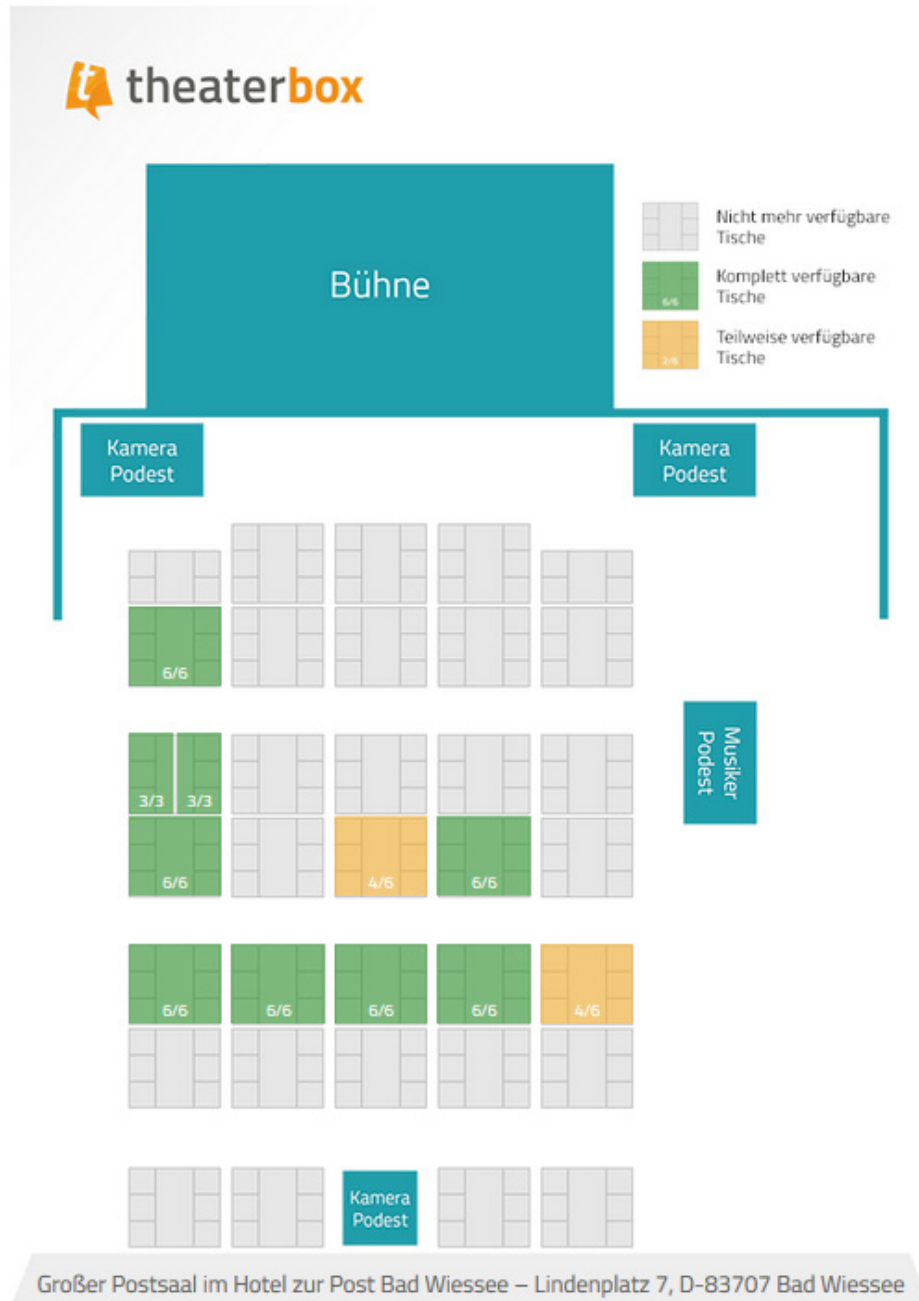 theaterbox
Bühne
Nicht mehr verfügbare
Tische
Komplett verfügbare
Tische
6/6
Teilweise verfügbare
Tische
2/6
Kamera
Podest
Kamera
Podest
6/6
Musiker
Podest
3/3
3/3
6/6
4/6
6/6
6/6
6/6
6/6
6/6
4/6
Kamera
Podest
Großer Postsaal im Hotel zur Post Bad Wiessee – Lindenplatz 7, D-83707 Bad Wiessee